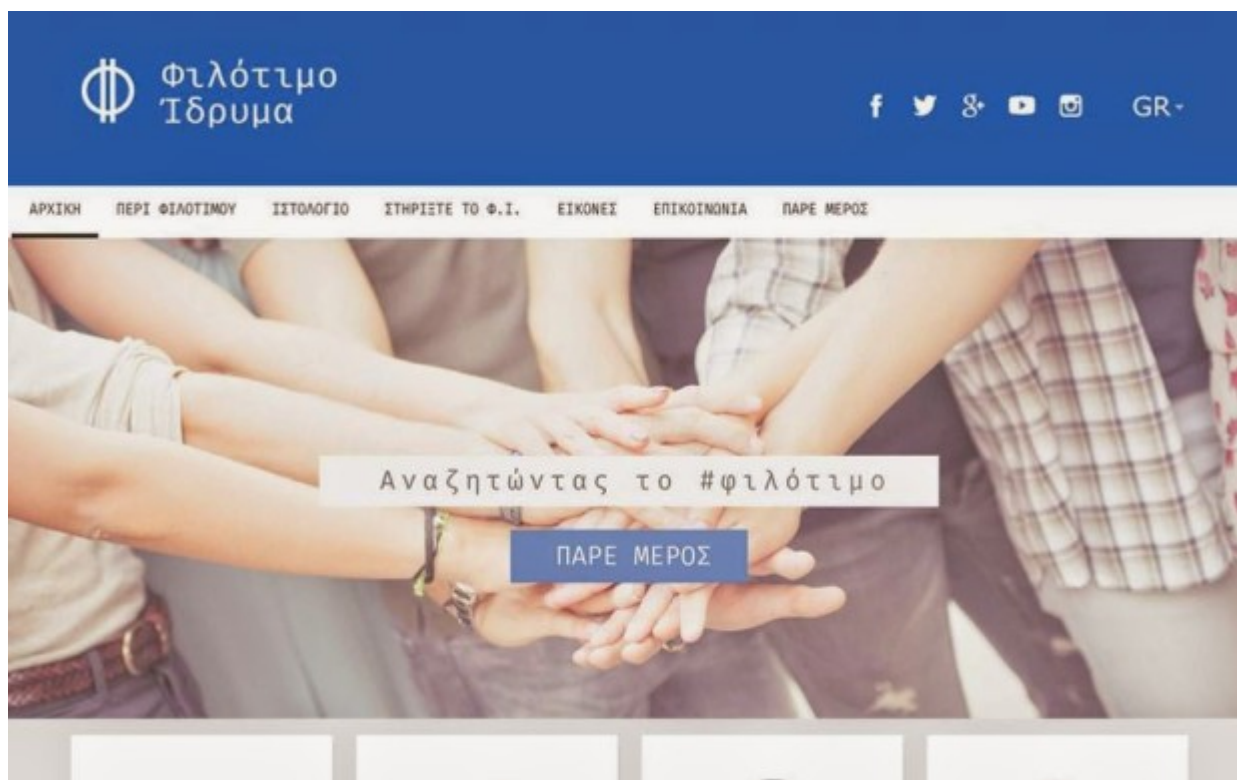 Φιλότιμο
Ίδρυμα
GR
ΑΡΧΙΚΗ ΠΕΡΙ ΦΙΛΟΤΙΜΟΥ ΙΣΤΟΛΟΓΙΟ ΣΤΗΡΙΞΤΕ ΤΟ Φ.Ι. ΕΙΚΟΝΕΣ ΕΠΙΚΟΙΝΩΝΙΑ ΠΑΡΕ ΜΕΡΟΣ
Αναζητώντας το #φιλότιμο
ΠΑΡΕ ΜΕΡΟΣ